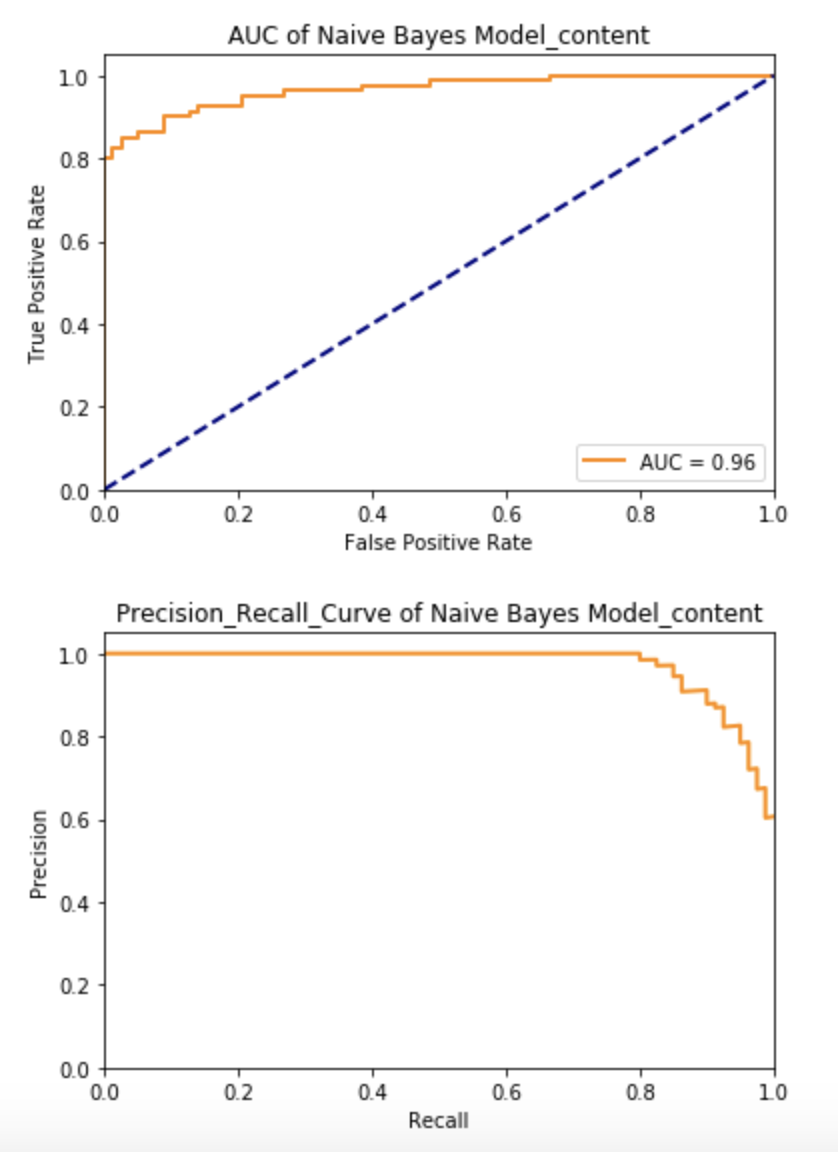 AUC of Naive Bayes Model_content
1.0
0.8
0.6
0.4
0.2
0.0
True Positive Rate
AUC = 0.96
0.0 0.2 0.4 0.6 0.8 1.0
False Positive Rate
Precision_Recall_Curve of Naive Bayes Model_content
1.0
0.8
0.6
0.4
0.2
0.0
Precision
0.0 0.2 0.4 0.6 0.8 1.0
Recall